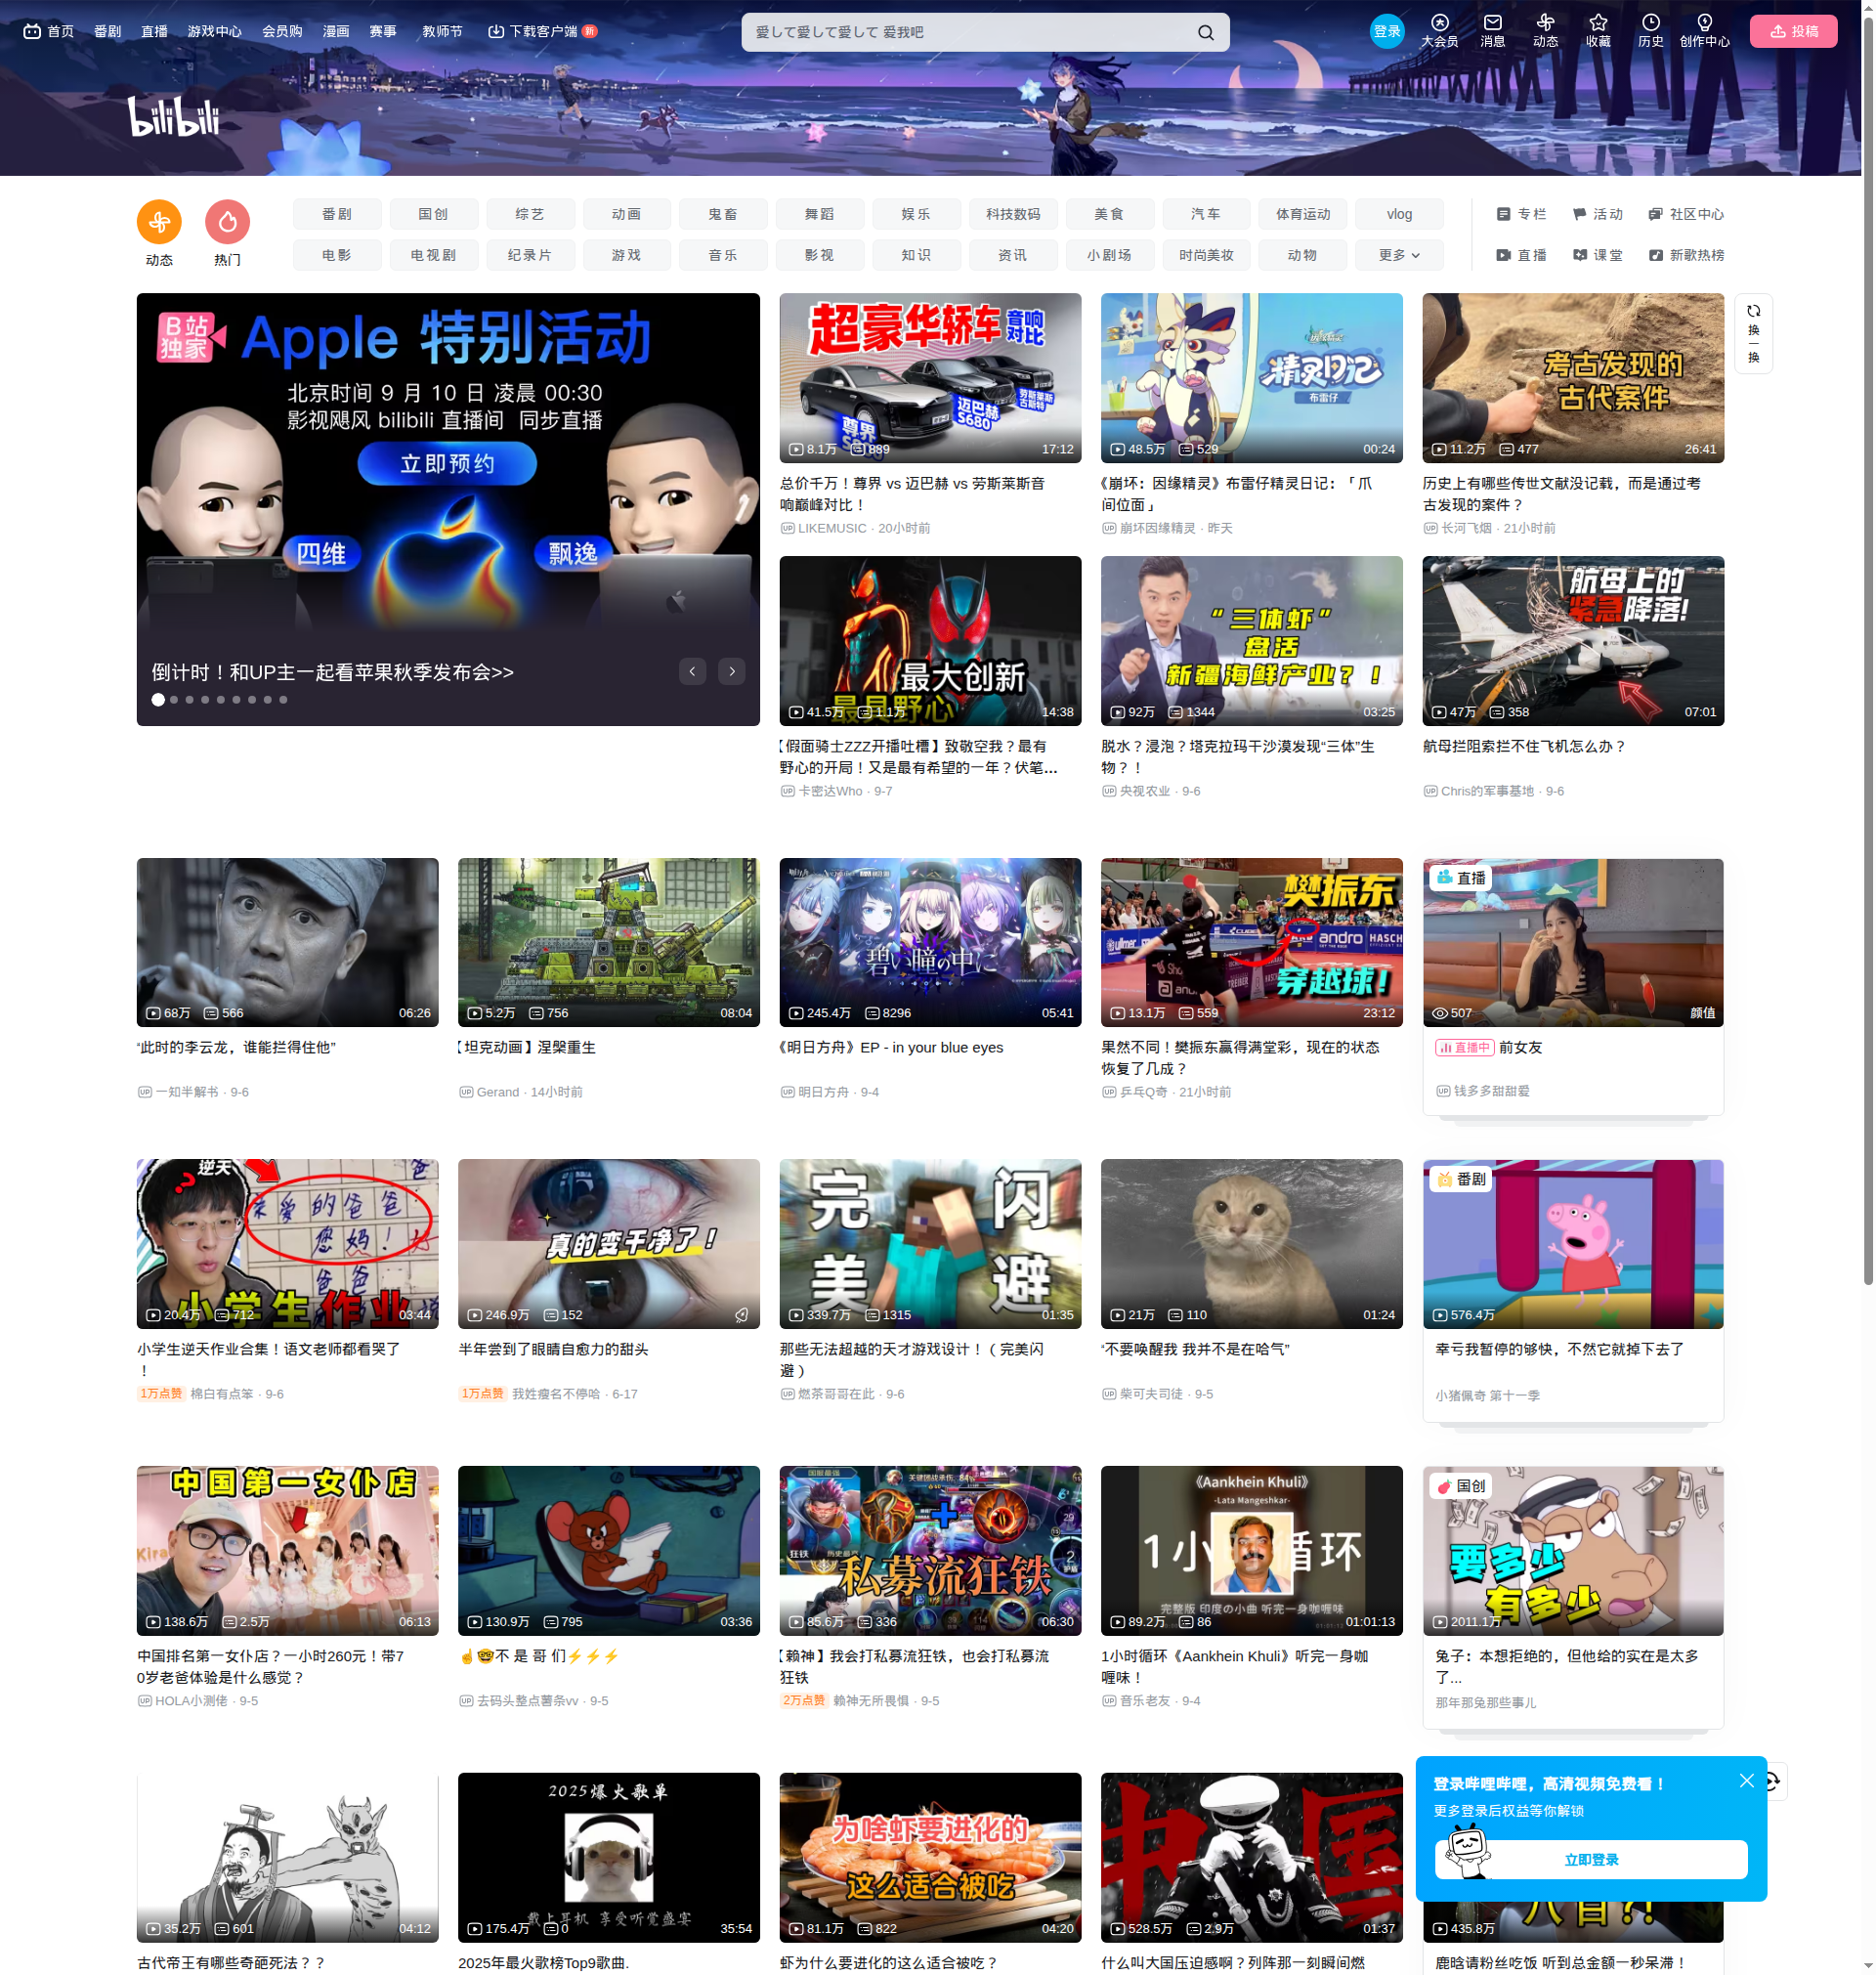 首页 番剧 直播 游戏中心 会员购 漫画 赛事 教师节 下载客户端 新
愛して愛して愛して 爱我吧
登录 大会员 消息 动态 收藏 历史 创作中心 投稿
bilibili
动态 热门
番剧 国创 综艺 动画 鬼畜 舞蹈 娱乐 科技数码 美食 汽车 体育运动 vlog
电影 电视剧 纪录片 游戏 音乐 影视 知识 资讯 小剧场 时尚美妆 动物 更多
专栏 活动 社区中心
直播 课堂 新歌热榜
B站独家
Apple 特别活动
北京时间 9 月 10 日 凌晨 00:30
影视飓风 bilibili 直播间 同步直播
立即预约
四维 飘逸
倒计时！和UP主一起看苹果秋季发布会>>
超豪华轿车 音响对比
尊界 迈巴赫 S680 劳斯莱斯 古斯特
8.1万 889 17:12
总价千万！尊界 vs 迈巴赫 vs 劳斯莱斯音
响巅峰对比！
LIKEMUSIC · 20小时前
精灵日记
布雷仔
48.5万 529 00:24
《崩坏：因缘精灵》布雷仔精灵日记：「爪
间位面」
崩坏因缘精灵 · 昨天
考古发现的
古代案件
11.2万 477 26:41
历史上有哪些传世文献没记载，而是通过考
古发现的案件？
长河飞烟 · 21小时前
换一换
最大创新
最具野心
41.5万 1.1万 14:38
【假面骑士ZZZ开播吐槽】致敬空我？最有
野心的开局！又是最有希望的一年？伏笔...
卡密达Who · 9-7
“三体虾”
盘活
新疆海鲜产业？！
92万 1344 03:25
脱水？浸泡？塔克拉玛干沙漠发现“三体”生
物？！
央视农业 · 9-6
航母上的
紧急降落!
47万 358 07:01
航母拦阻索拦不住飞机怎么办？
Chris的军事基地 · 9-6
68万 566 06:26
“此时的李云龙，谁能拦得住他”
一知半解书 · 9-6
5.2万 756 08:04
【坦克动画】涅槃重生
Gerand · 14小时前
碧い瞳の中に
245.4万 8296 05:41
《明日方舟》EP - in your blue eyes
明日方舟 · 9-4
樊振东
andro
穿越球！
13.1万 559 23:12
果然不同！樊振东赢得满堂彩，现在的状态
恢复了几成？
乒乓Q奇 · 21小时前
直播
507 颜值
直播中 前女友
钱多多甜甜爱
逆天
亲爱的爸爸
您妈！
小学生作业
20.4万 712 03:44
小学生逆天作业合集！语文老师都看哭了
！
1万点赞 棉白有点笨 · 9-6
真的变干净了！
246.9万 152
半年尝到了眼睛自愈力的甜头
1万点赞 我姓瘦名不停哈 · 6-17
完美闪避
339.7万 1315 01:35
那些无法超越的天才游戏设计！（完美闪
避）
燃茶哥哥在此 · 9-6
21万 110 01:24
“不要唤醒我 我并不是在哈气”
柴可夫司徒 · 9-5
番剧
576.4万
幸亏我暂停的够快，不然它就掉下去了
小猪佩奇 第十一季
中国第一女仆店
138.6万 2.5万 06:13
中国排名第一女仆店？一小时260元！带7
0岁老爸体验是什么感觉？
HOLA小测佬 · 9-5
130.9万 795 03:36
☝️🤓不 是 哥 们⚡⚡⚡
去码头整点薯条vv · 9-5
狂铁
私募流狂铁
85.6万 336 06:30
【赖神】我会打私募流狂铁，也会打私募流
狂铁
2万点赞 赖神无所畏惧 · 9-5
《Aankhein Khuli》
-Lata Mangeshkar-
1小 循环
完整版 印度の小曲 听完一身咖喱味
89.2万 86 01:01:13
1小时循环《Aankhein Khuli》听完一身咖
喱味！
音乐老友 · 9-4
国创
要多少
有多少
2011.1万
兔子：本想拒绝的，但他给的实在是太多
了...
那年那兔那些事儿
35.2万 601 04:12
古代帝王有哪些奇葩死法？？
2025爆火歌单
戴上耳机 享受听觉盛宴
175.4万 0 35:54
2025年最火歌榜Top9歌曲.
为啥虾要进化的
这么适合被吃
81.1万 822 04:20
虾为什么要进化的这么适合被吃？
中国
528.5万 2.9万 01:37
什么叫大国压迫感啊？列阵那一刻瞬间燃
登录哔哩哔哩，高清视频免费看！
更多登录后权益等你解锁
立即登录
435.8万
鹿晗请粉丝吃饭 听到总金额一秒呆滞！